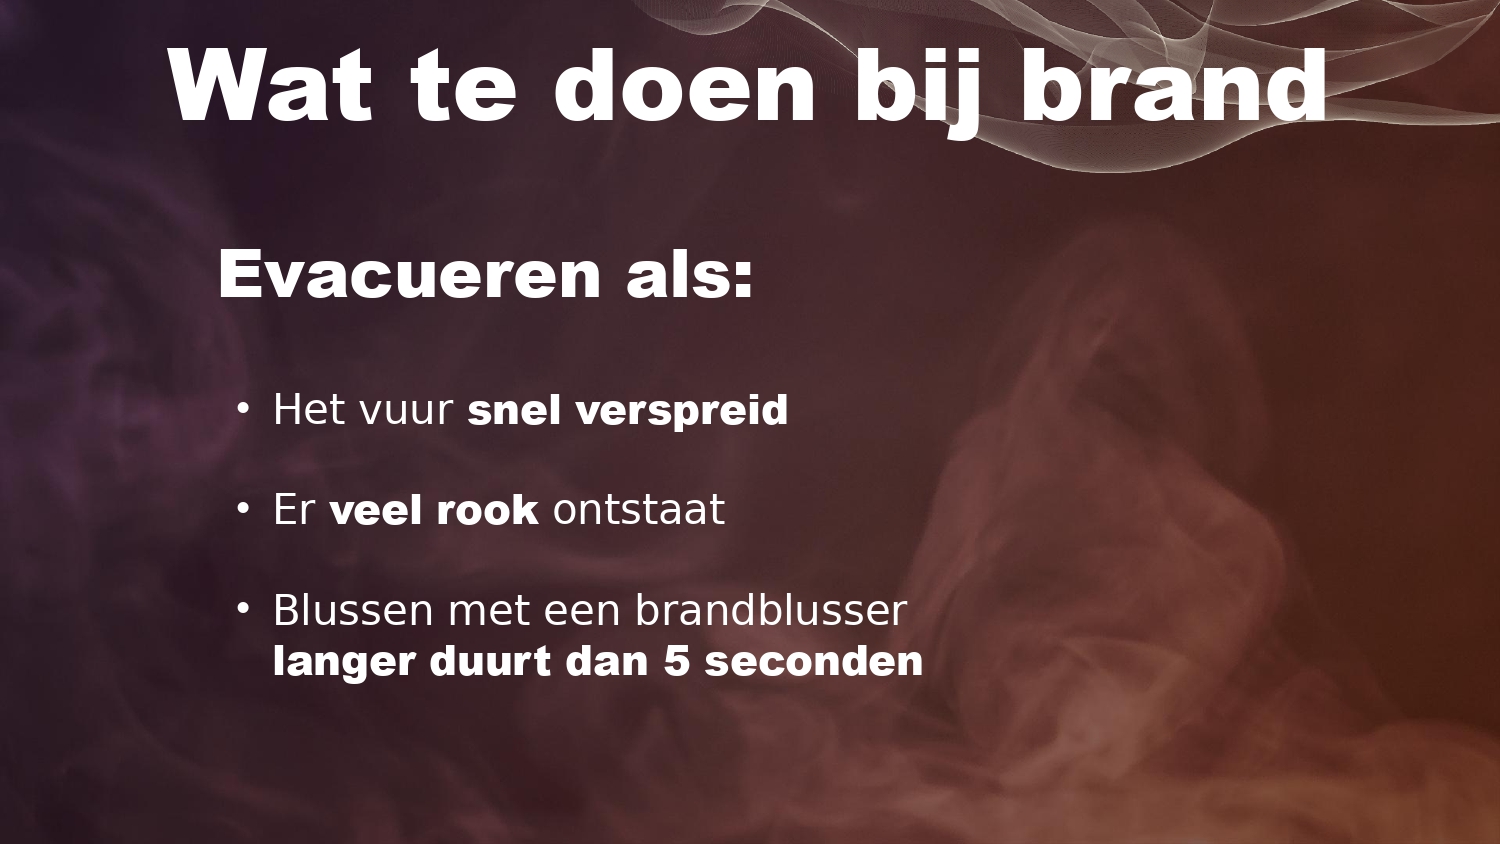 Wat te doen bij brand
Evacueren als:
• Het vuur snel verspreid
• Er veel rook ontstaat
• Blussen met een brandblusser
langer duurt dan 5 seconden